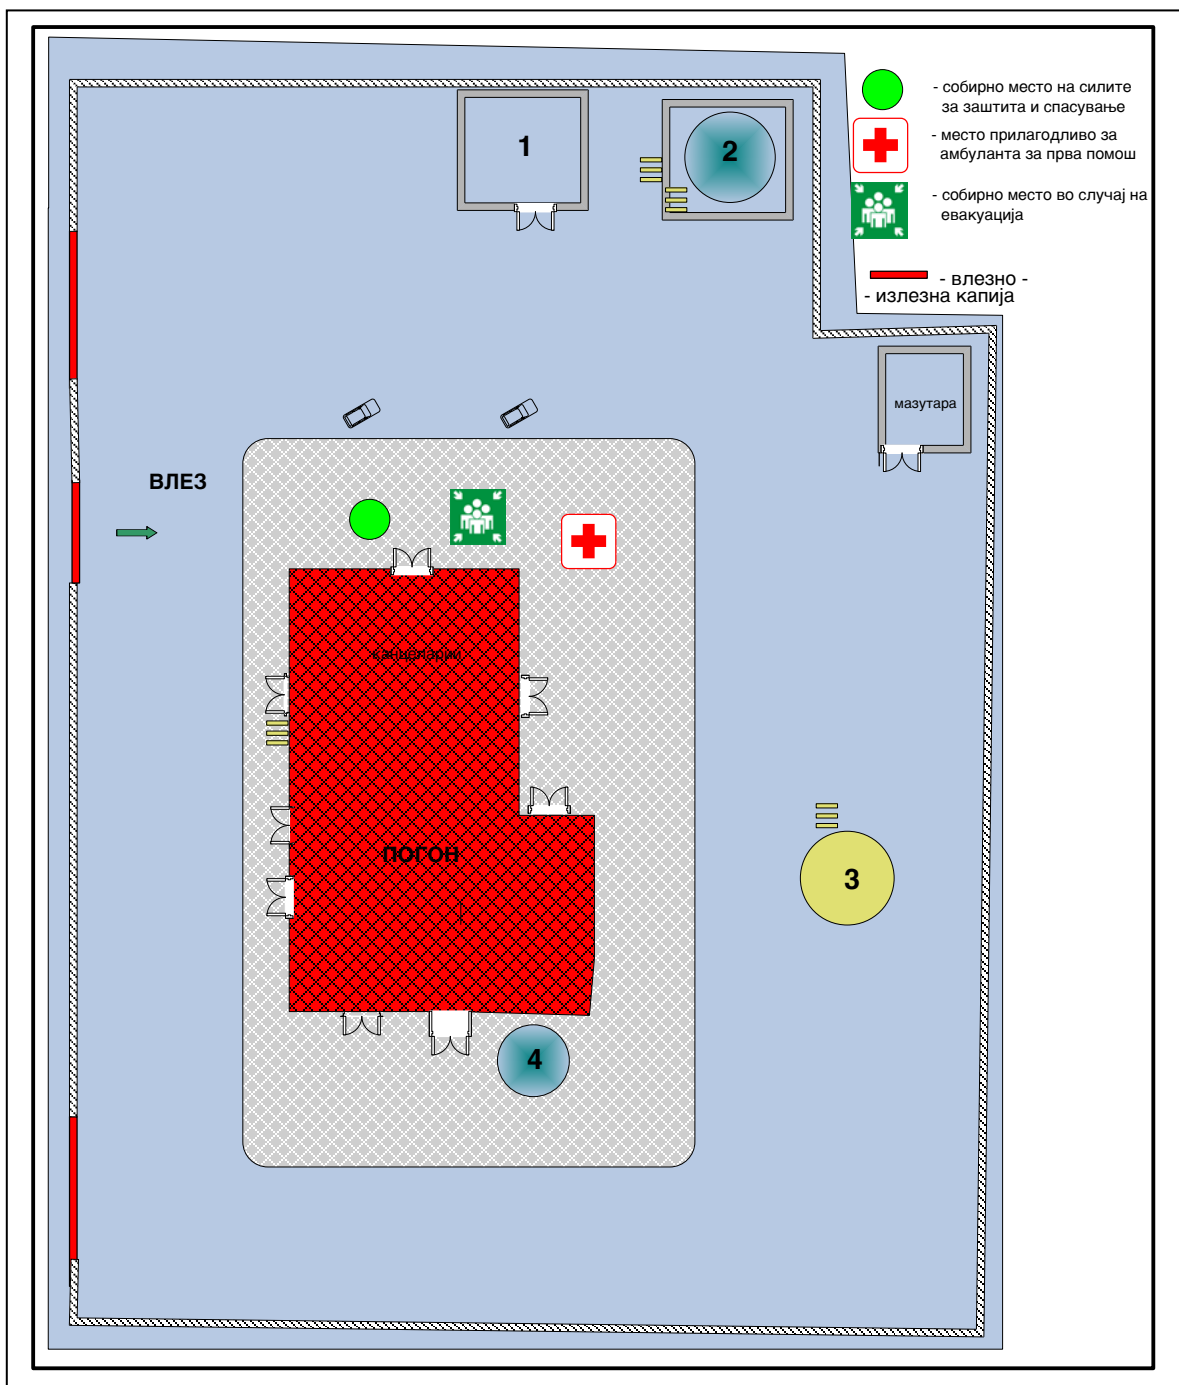 1
2
- собирно место на силите
за заштита и спасување
- место прилагодливо за
амбуланта за прва помош
- собирно место во случај на
евакуација
- влезно -
- излезна капија
мазутара
ВЛЕЗ
канцеларии
ПОГОН
3
4